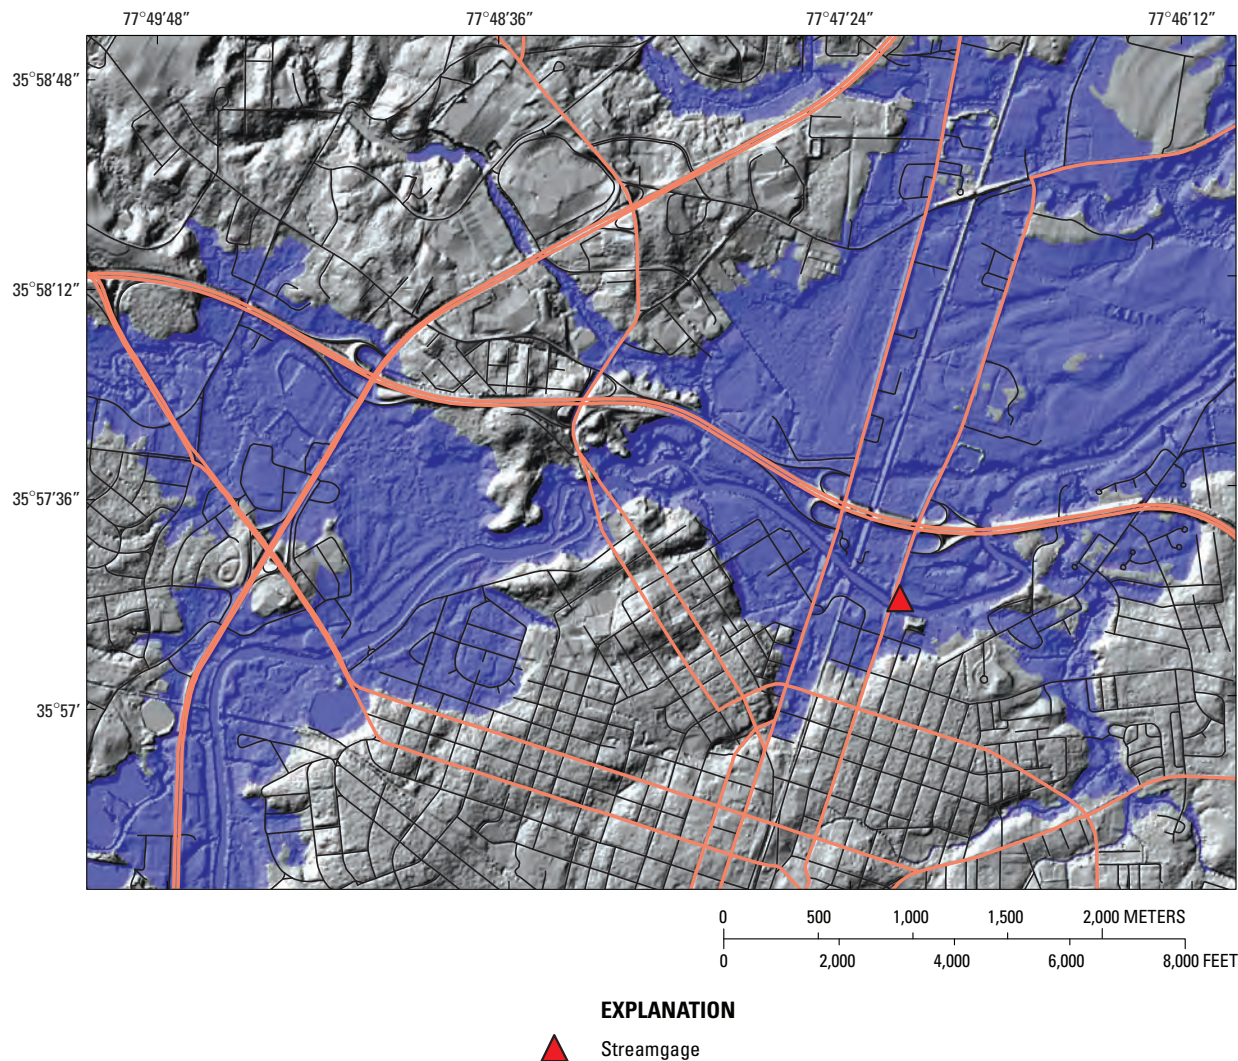 77°49′48″ 77°48′36″ 77°47′24″ 77°46′12″
35°58′48″
35°58′12″
35°57′36″
35°57′
0 500 1,000 1,500 2,000 METERS
0 2,000 4,000 6,000 8,000 FEET
EXPLANATION
Streamgage